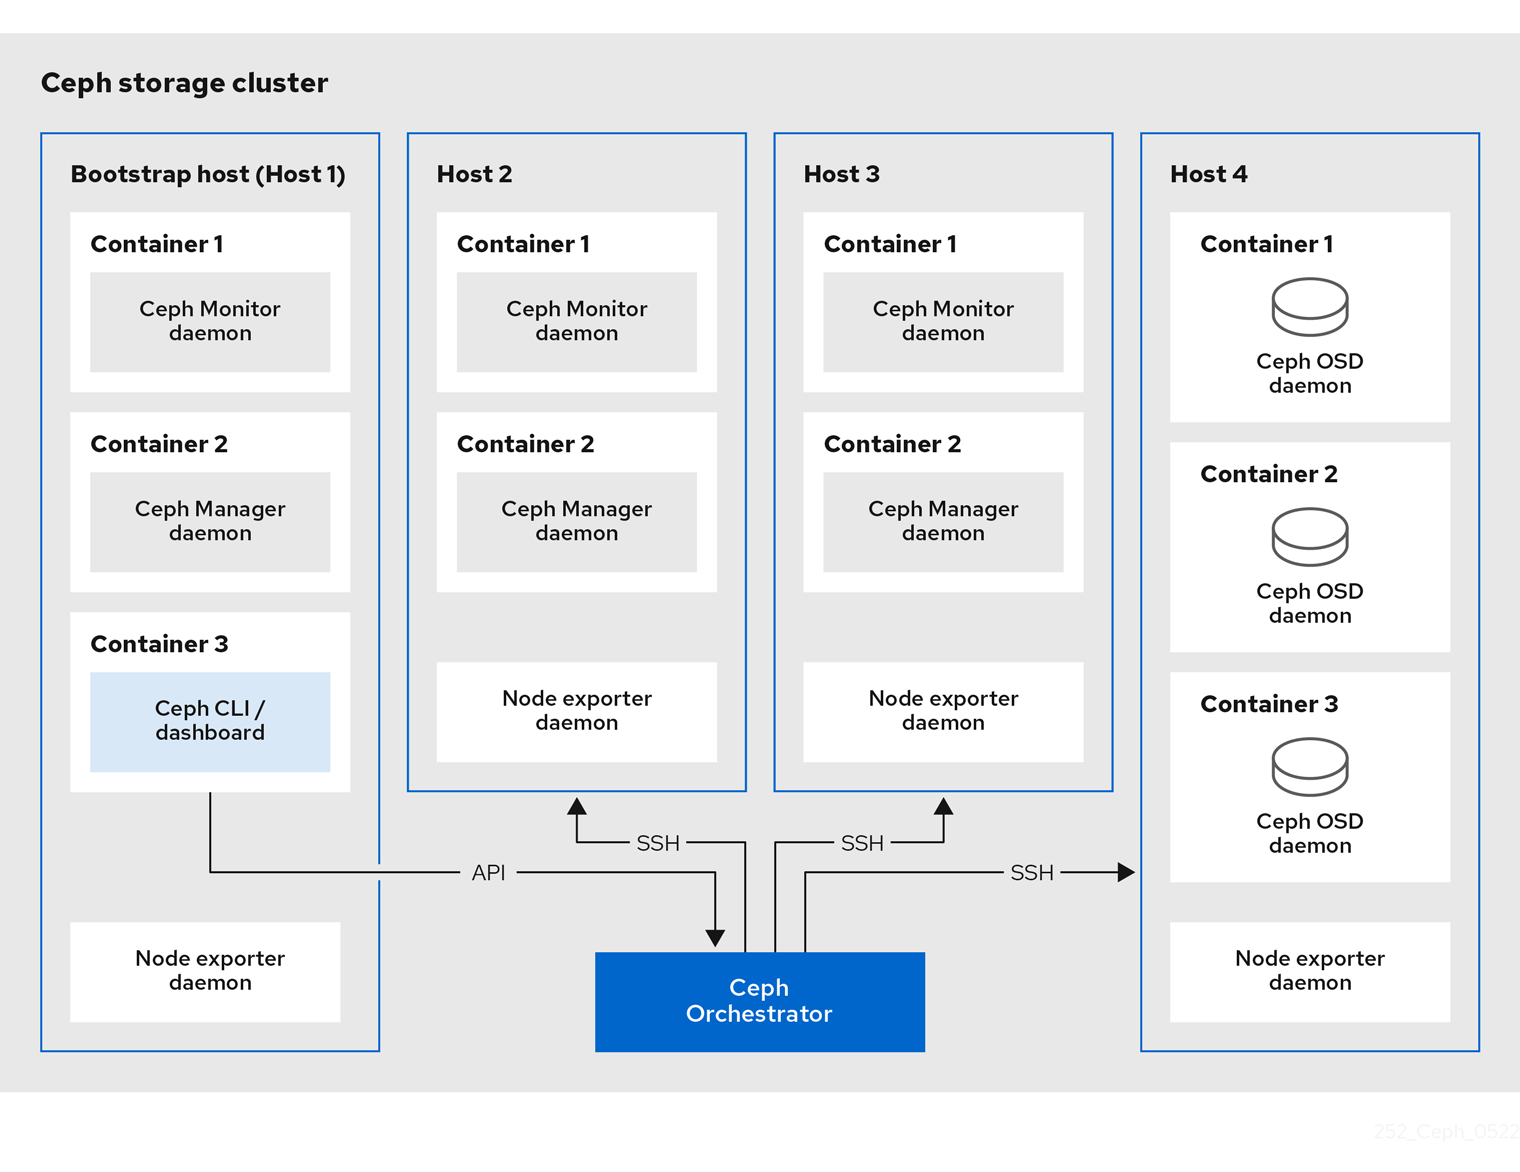 Ceph storage cluster
Bootstrap host (Host 1)
Container 1
Ceph Monitor
daemon
Container 2
Ceph Manager
daemon
Container 3
Ceph CLI /
dashboard
Node exporter
daemon
Host 2
Container 1
Ceph Monitor
daemon
Container 2
Ceph Manager
daemon
Node exporter
daemon
Host 3
Container 1
Ceph Monitor
daemon
Container 2
Ceph Manager
daemon
Node exporter
daemon
Host 4
Container 1
Ceph OSD
daemon
Container 2
Ceph OSD
daemon
Container 3
Ceph OSD
daemon
Node exporter
daemon
SSH
SSH
API
SSH
Ceph
Orchestrator
252_Ceph_0522